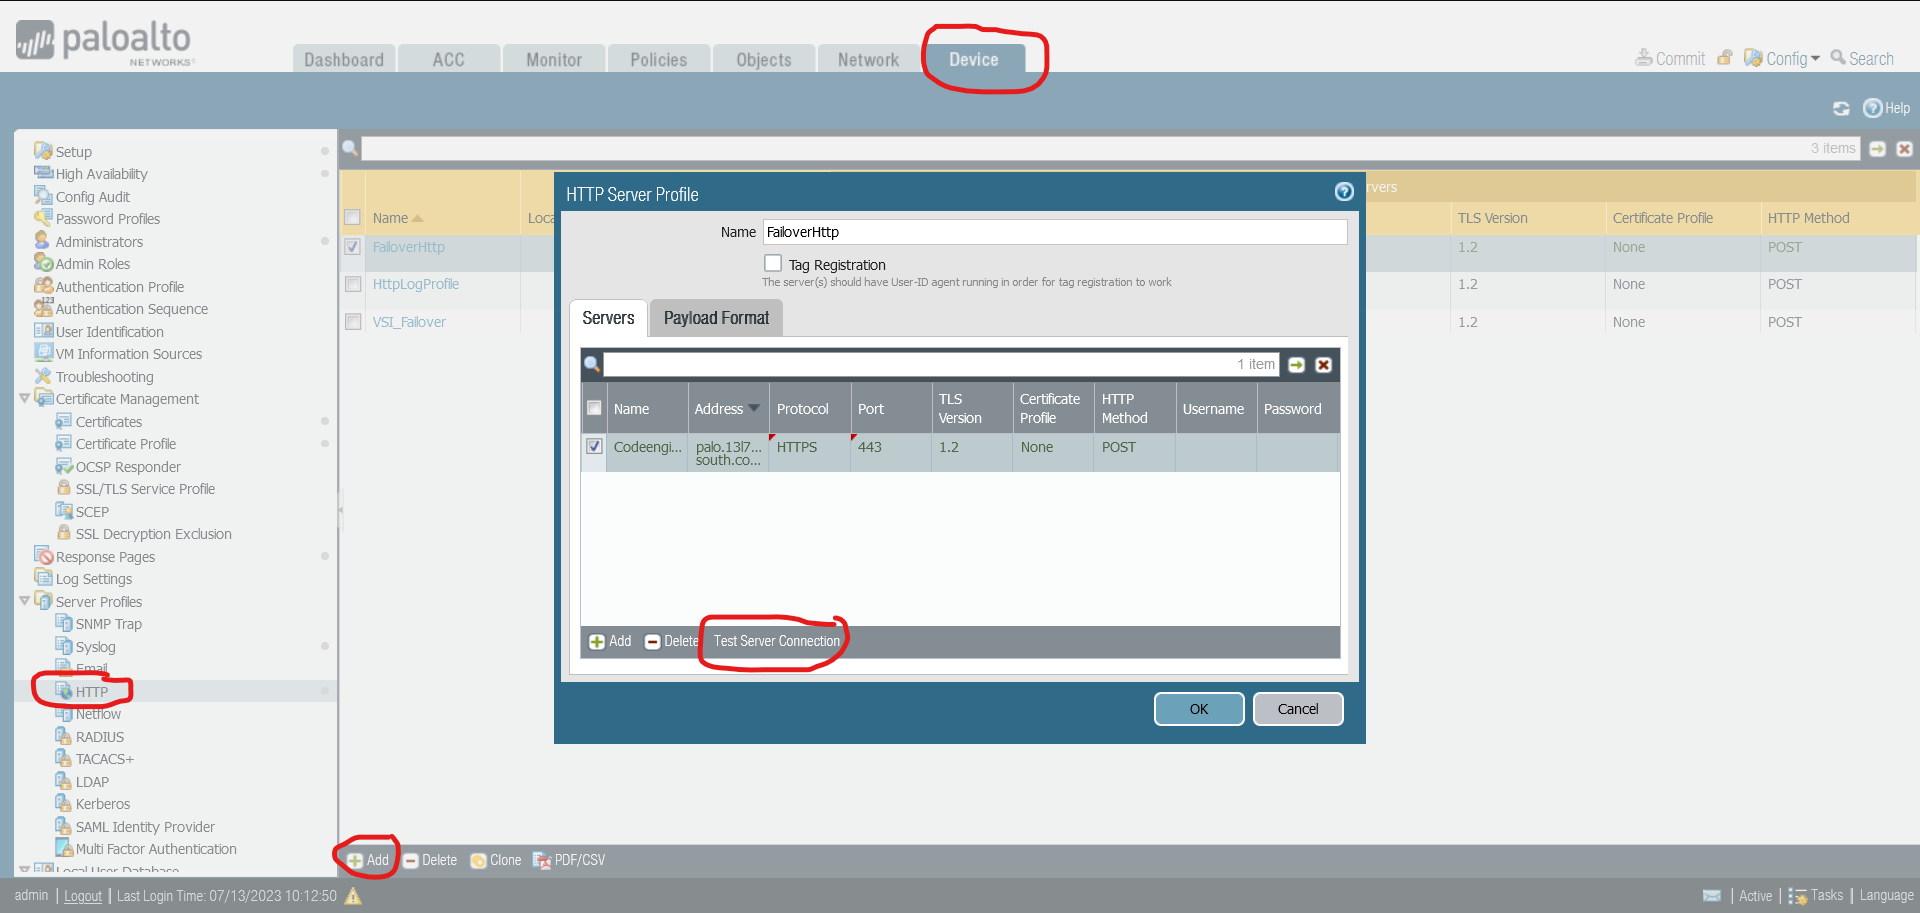 paloalto
NETWORKS
Dashboard
ACC
Monitor
Policies
Objects
Network
Device
Commit
Config
Search
Help
Setup
High Availability
Config Audit
Password Profiles
Administrators
Admin Roles
Authentication Profile
Authentication Sequence
User Identification
VM Information Sources
Troubleshooting
Certificate Management
Certificates
Certificate Profile
OCSP Responder
SSL/TLS Service Profile
SCEP
SSL Decryption Exclusion
Response Pages
Log Settings
Server Profiles
SNMP Trap
Syslog
Email
HTTP
Netflow
RADIUS
TACACS+
LDAP
Kerberos
SAML Identity Provider
Multi Factor Authentication
Local User Database
3 items
rvers
Name Loca TLS Version Certificate Profile HTTP Method
FailoverHttp 1.2 None POST
HttpLogProfile 1.2 None POST
VSI_Failover 1.2 None POST
HTTP Server Profile
Name FailoverHttp
Tag Registration
The server(s) should have User-ID agent running in order for tag registration to work
Servers Payload Format
1 item
Name Address Protocol Port TLS Version Certificate Profile HTTP Method Username Password
Codeengi... palo.13l7... HTTPS 443 1.2 None POST
south.co...
Add Delete Test Server Connection
OK Cancel
Add Delete Clone PDF/CSV
admin | Logout | Last Login Time: 07/13/2023 10:12:50
Active | Tasks | Language